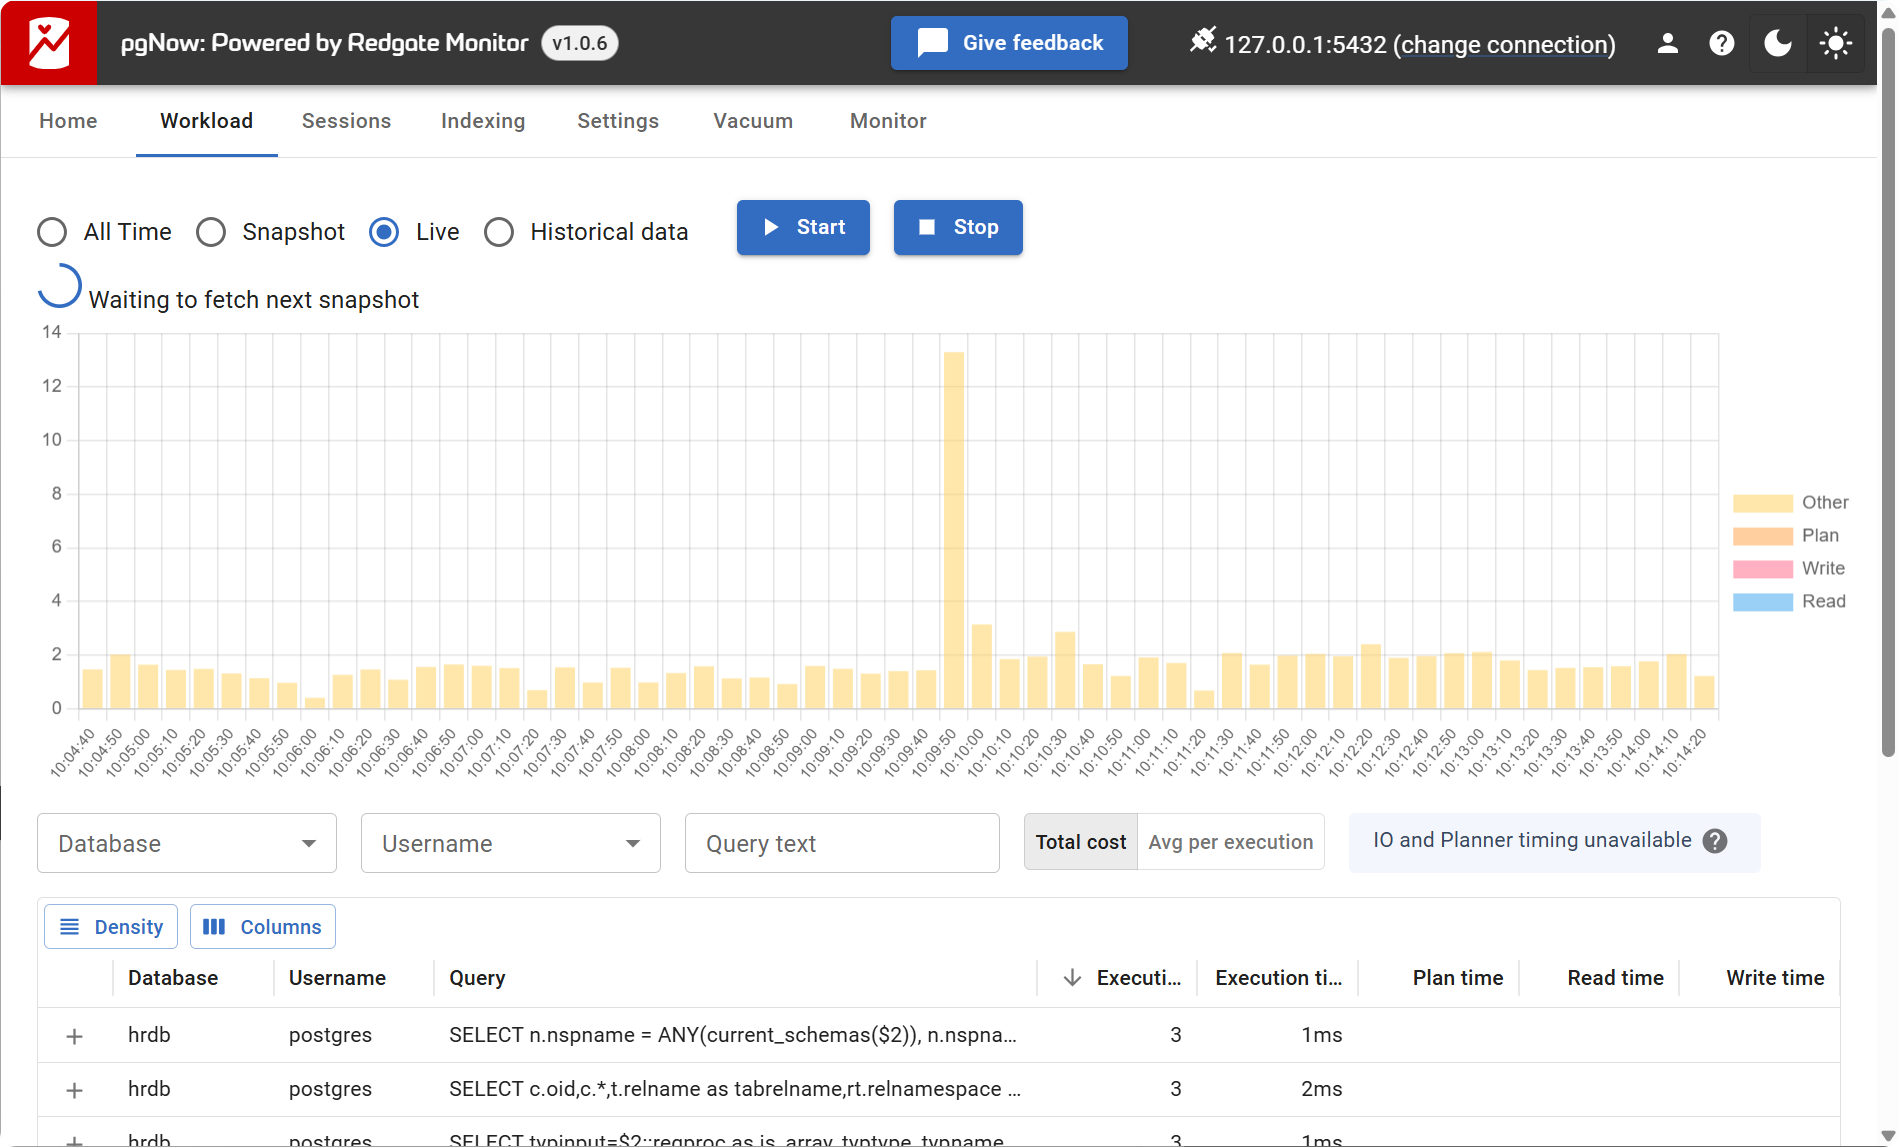 pgNow: Powered by Redgate Monitor v1.0.6 Give feedback 127.0.0.1:5432 (change connection)
Home Workload Sessions Indexing Settings Vacuum Monitor
All Time Snapshot Live Historical data Start Stop
Waiting to fetch next snapshot
14
12
10
8
6
4
2
0
Other
Plan
Write
Read
10:04:40 10:04:50 10:05:00 10:05:10 10:05:20 10:05:30 10:05:40 10:05:50 10:06:00 10:06:10 10:06:20 10:06:30 10:06:40 10:06:50 10:07:00 10:07:10 10:07:20 10:07:30 10:07:40 10:07:50 10:08:00 10:08:10 10:08:20 10:08:30 10:08:40 10:08:50 10:09:00 10:09:10 10:09:20 10:09:30 10:09:40 10:09:50 10:10:00 10:10:10 10:10:20 10:10:30 10:10:40 10:10:50 10:11:00 10:11:10 10:11:20 10:11:30 10:11:40 10:11:50 10:12:00 10:12:10 10:12:20 10:12:30 10:12:40 10:12:50 10:13:00 10:13:10 10:13:20 10:13:30 10:13:40 10:13:50 10:14:00 10:14:10 10:14:20
Database Username Query text Total cost Avg per execution IO and Planner timing unavailable
Density Columns
Database Username Query Executi... Execution ti... Plan time Read time Write time
hrdb postgres SELECT n.nspname = ANY(current_schemas($2)), n.nspna... 3 1ms
hrdb postgres SELECT c.oid,c.*,t.relname as tabrelname,rt.relnamespace ... 3 2ms
hrdb postgres SELECT typinput=$2::regproc as is_array, typtype, typname 3 1ms